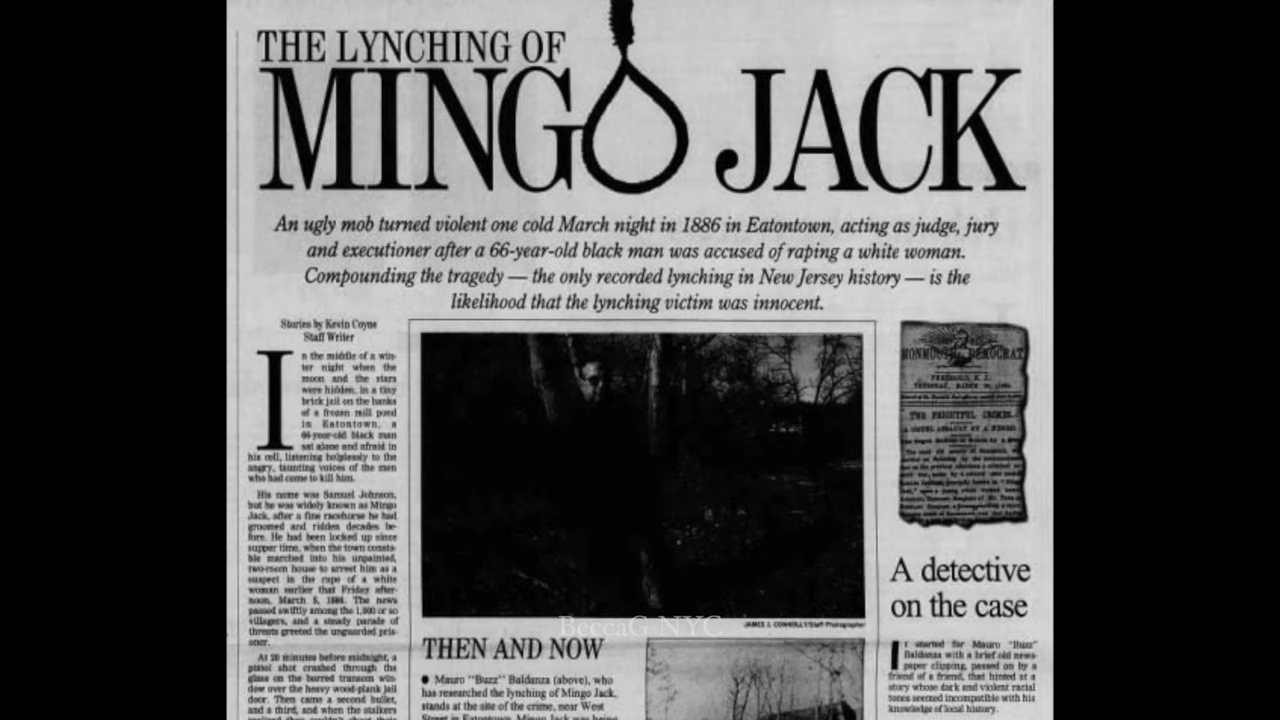 THE LYNCHING OF
MINGO JACK
An ugly mob turned violent one cold March night in 1886 in Eatontown, acting as judge, jury
and executioner after a 66-year-old black man was accused of raping a white woman.
Compounding the tragedy — the only recorded lynching in New Jersey history — is the
likelihood that the lynching victim was innocent.
Stories by Kevin Coyne
Staff Writer
In the middle of a win-
ter night when the
moon and the stars
were hidden, in a tiny
brick jail on the banks
of a frozen mill pond
in Eatontown, a
66-year-old black man
sat alone and afraid in
his cell, listening helplessly to the
angry, taunting voices of the men
who had come to kill him.
His name was Samuel Johnson,
but he was widely known as Mingo
Jack, after a fine racehorse he had
groomed and ridden decades be-
fore. He had been locked up since
supper time, when the town consta-
ble marched into his unpainted,
two-room house to arrest him as a
suspect in the rape of a white
woman earlier that Friday after-
noon, March 5, 1886. The news
passed swiftly among the 1,000 or so
villagers, and a steady parade of
threats greeted the unguarded pris-
oner.
At 20 minutes before midnight, a
pistol shot crashed through the
glass on the barred transom win-
dow over the heavy wood-plank jail
door. Then came a second bullet,
and a third, and when the stalkers
realized they couldn't shoot their
JAMES J. CONNOLLY/Staff Photographer
BeccaG NYC
THEN AND NOW
● Mauro "Buzz" Baldanza (above), who
has researched the lynching of Mingo Jack,
stands at the site of the crime, near West
Street in Eatontown. Mingo Jack was being
MONMOUTH DEMOCRAT
FREEHOLD, N. J.
THURSDAY, MARCH
TWO FRIGHTFUL CRIMES.
A CRUEL ASSAULT BY A NEGRO.
A detective
on the case
It started for Mauro "Buzz"
Baldanza with a brief old news-
paper clipping, passed on by a
friend of a friend, that hinted at a
story whose dark and violent racial
tones seemed incompatible with his
knowledge of local history.